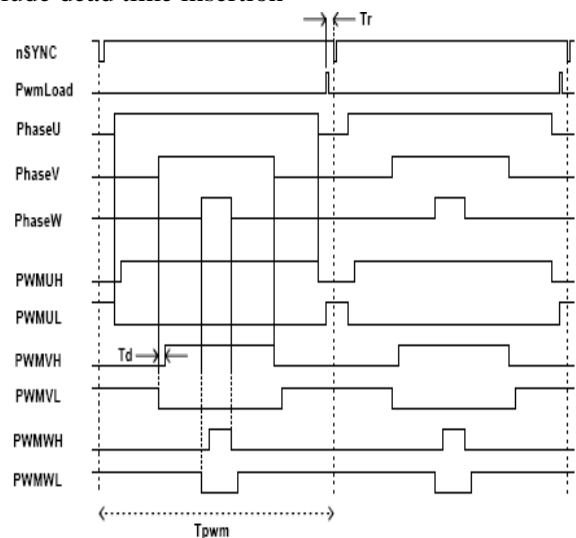 Tr
nSYNC
PwmLoad
PhaseU
PhaseV
PhaseW
PWMUH
PWMUL
Td
PWMVH
PWMVL
PWMWH
PWMWL
Tpwm